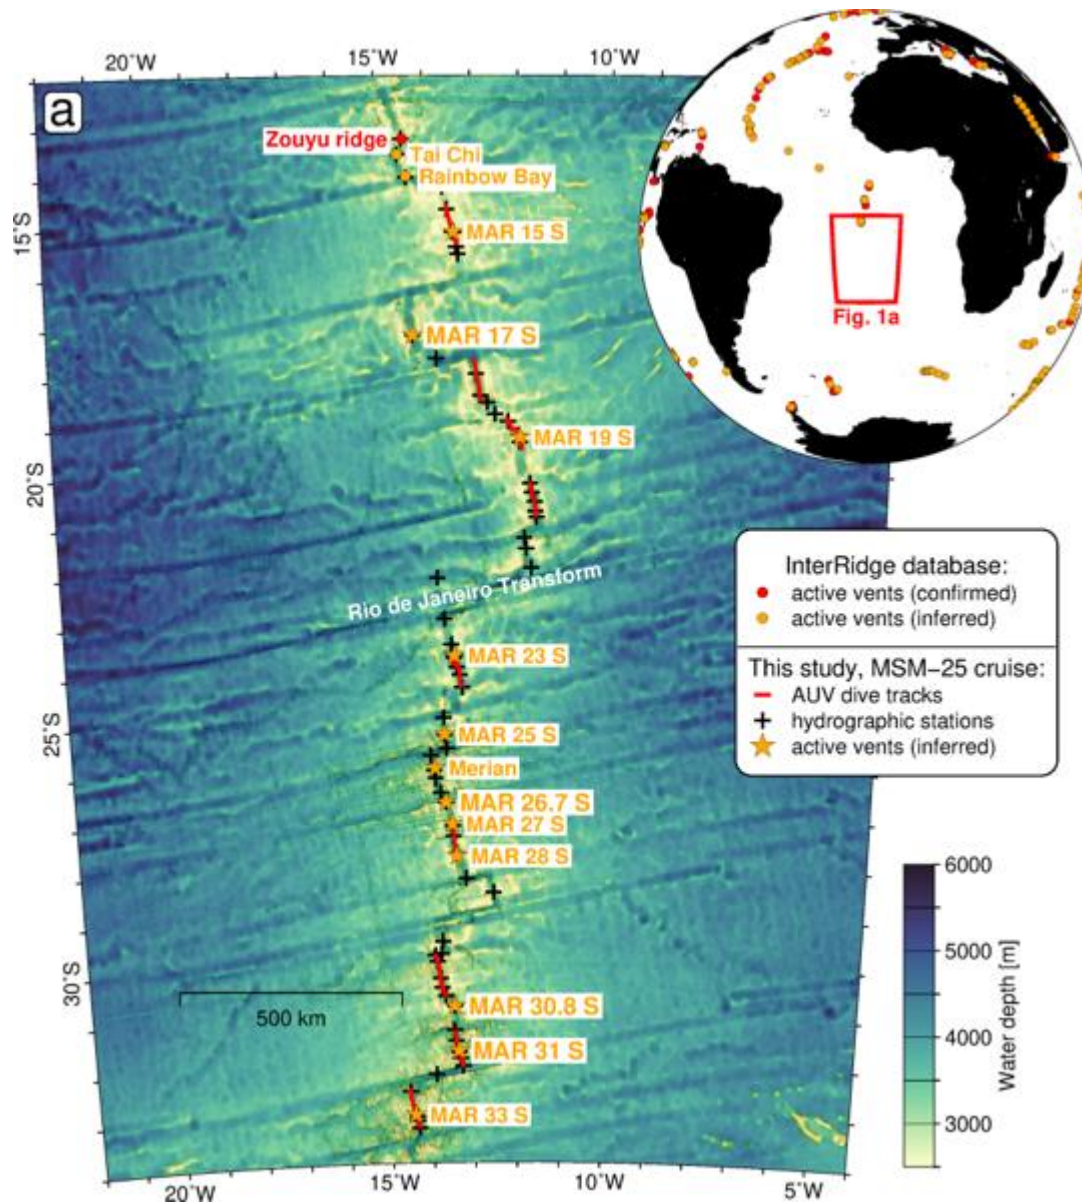 20°W
15°W
10°W
a
Zouyu ridge
Tai Chi
Rainbow Bay
MAR 15 S
15°S
Fig. 1a
MAR 17 S
MAR 19 S
20°S
InterRidge database:
active vents (confirmed)
active vents (inferred)
Rio de Janeiro Transform
This study, MSM-25 cruise:
AUV dive tracks
hydrographic stations
active vents (inferred)
MAR 23 S
25°S
MAR 25 S
Merian
MAR 26.7 S
MAR 27 S
MAR 28 S
6000
5000
4000
3000
Water depth [m]
30°S
500 km
MAR 30.8 S
MAR 31 S
MAR 33 S
20°W
15°W
10°W
5°W